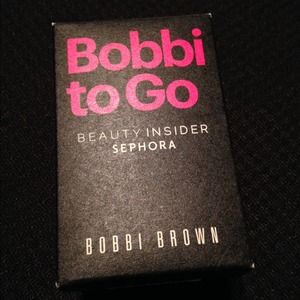 Bobbi
to Go
BEAUTY INSIDER
SEPHORA
BOBBI BROWN